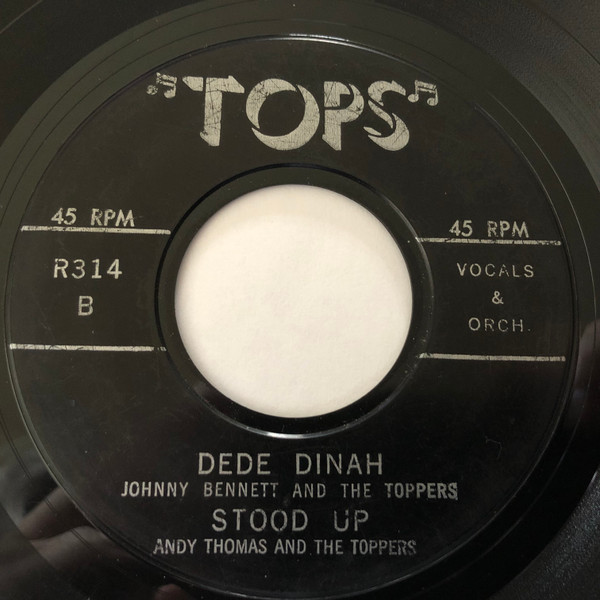 "TOPS"
45 RPM
R314
B
45 RPM
VOCALS
&
ORCH.
DEDE DINAH
JOHNNY BENNETT AND THE TOPPERS
STOOD UP
ANDY THOMAS AND THE TOPPERS